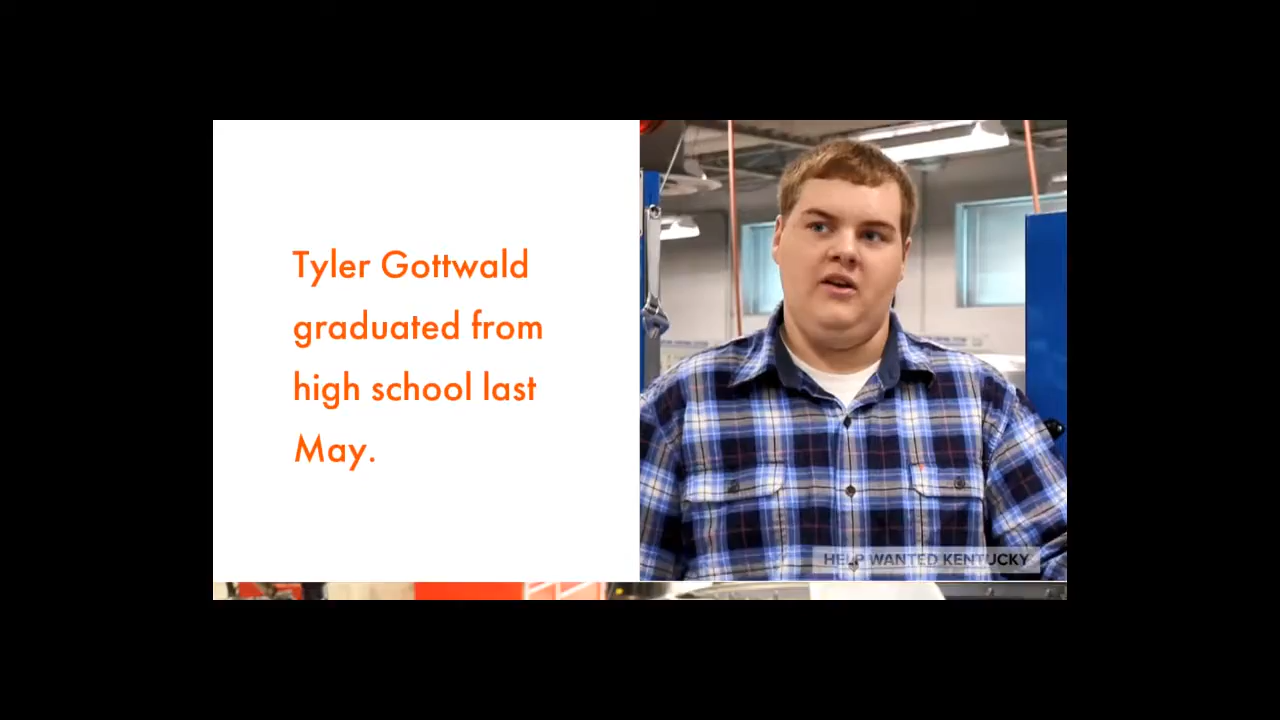 Tyler Gottwald
graduated from
high school last
May.
HELP WANTED KENTUCKY